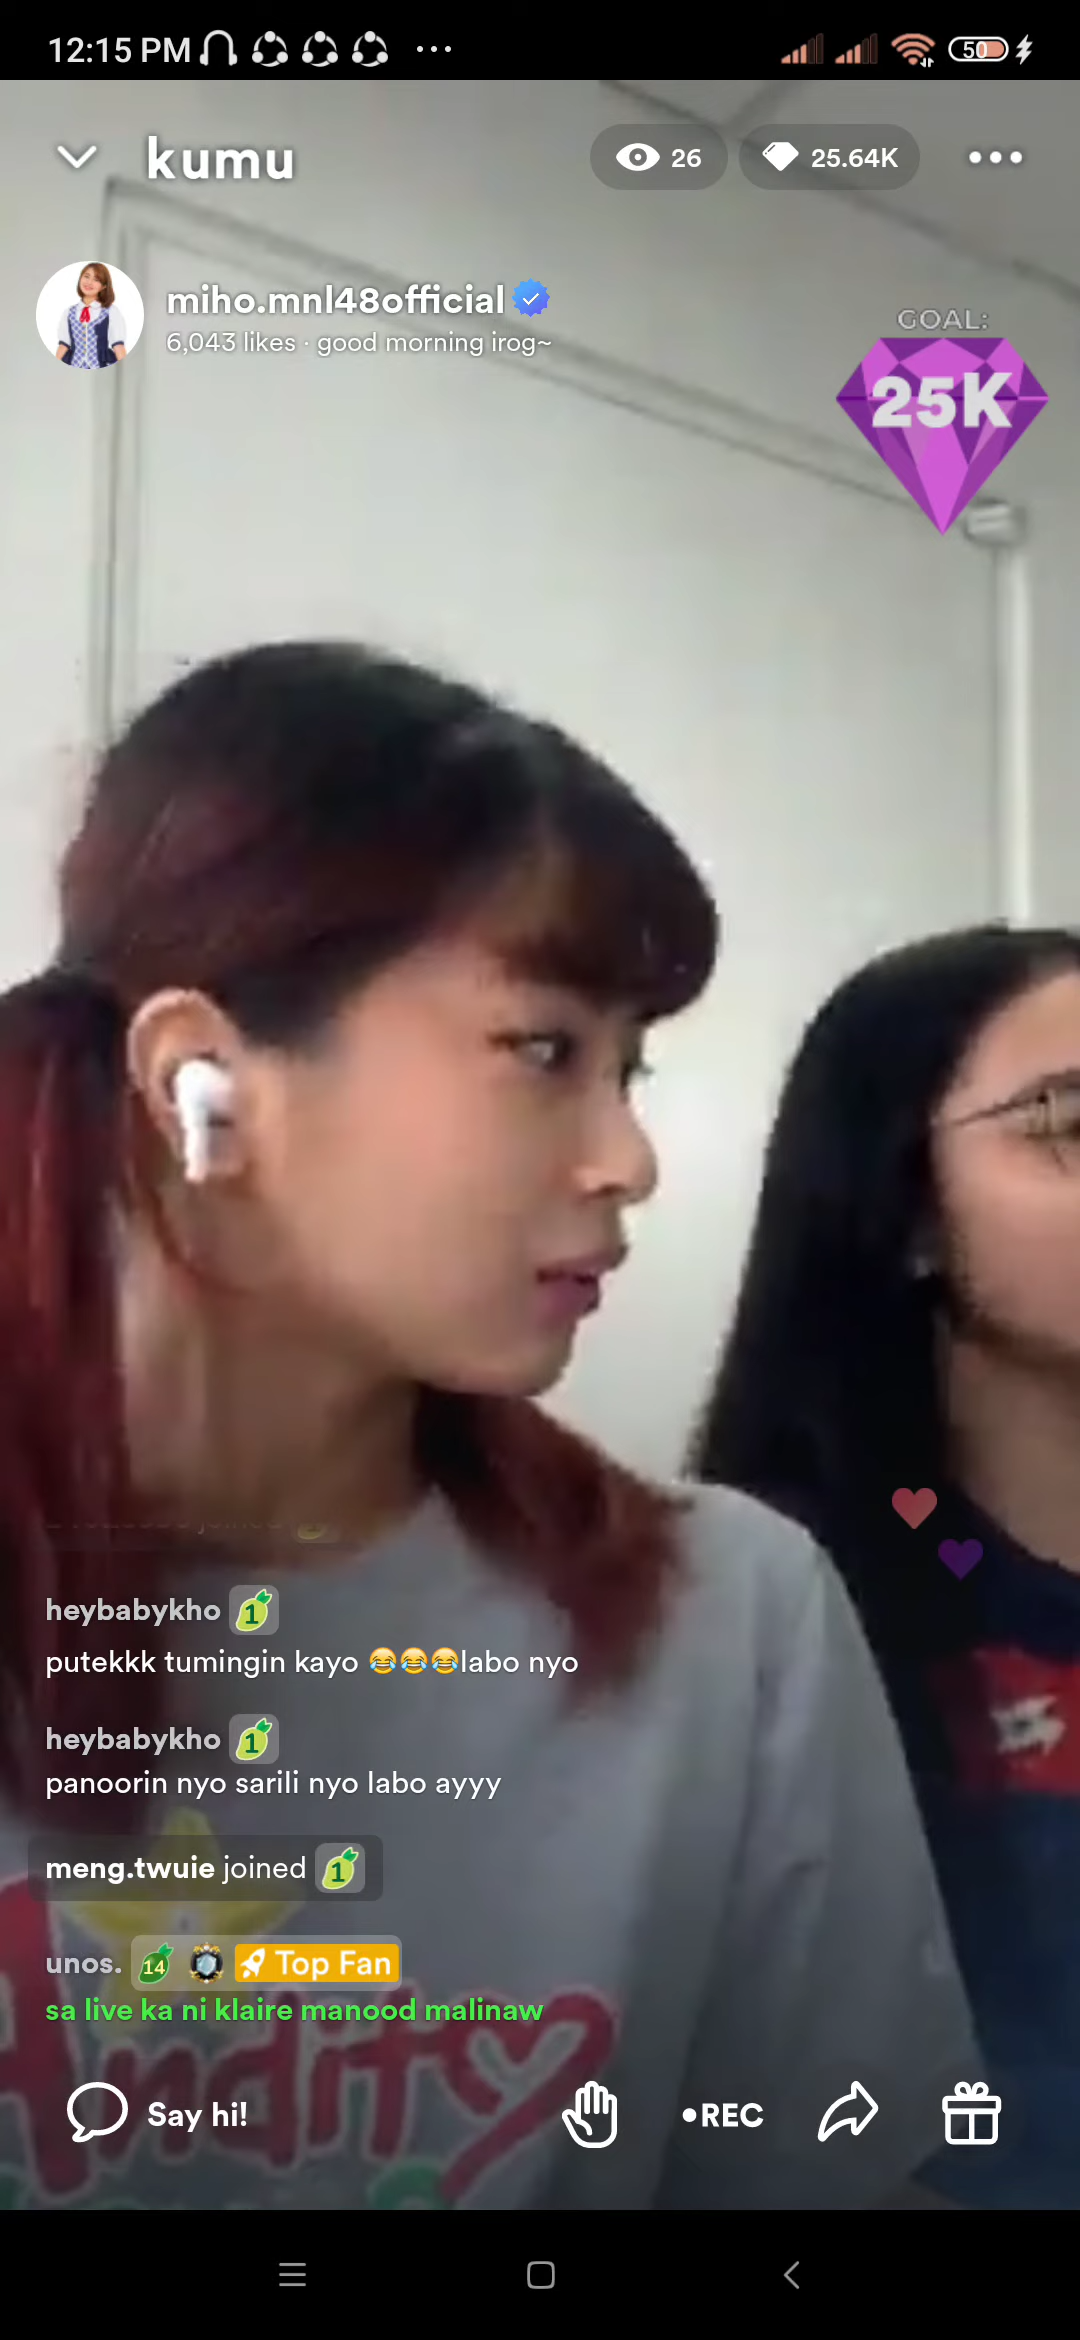 12:15 PM
50
kumu
26
25.64K
miho.mnl48official
6,043 likes · good morning irog~
GOAL:
25K
joined
heybabykho 1
putekkk tumingin kayo 😂😂😂labo nyo
heybabykho 1
panoorin nyo sarili nyo labo ayyy
meng.twuie joined 1
unos. 14 Top Fan
sa live ka ni klaire manood malinaw
Say hi!
•REC